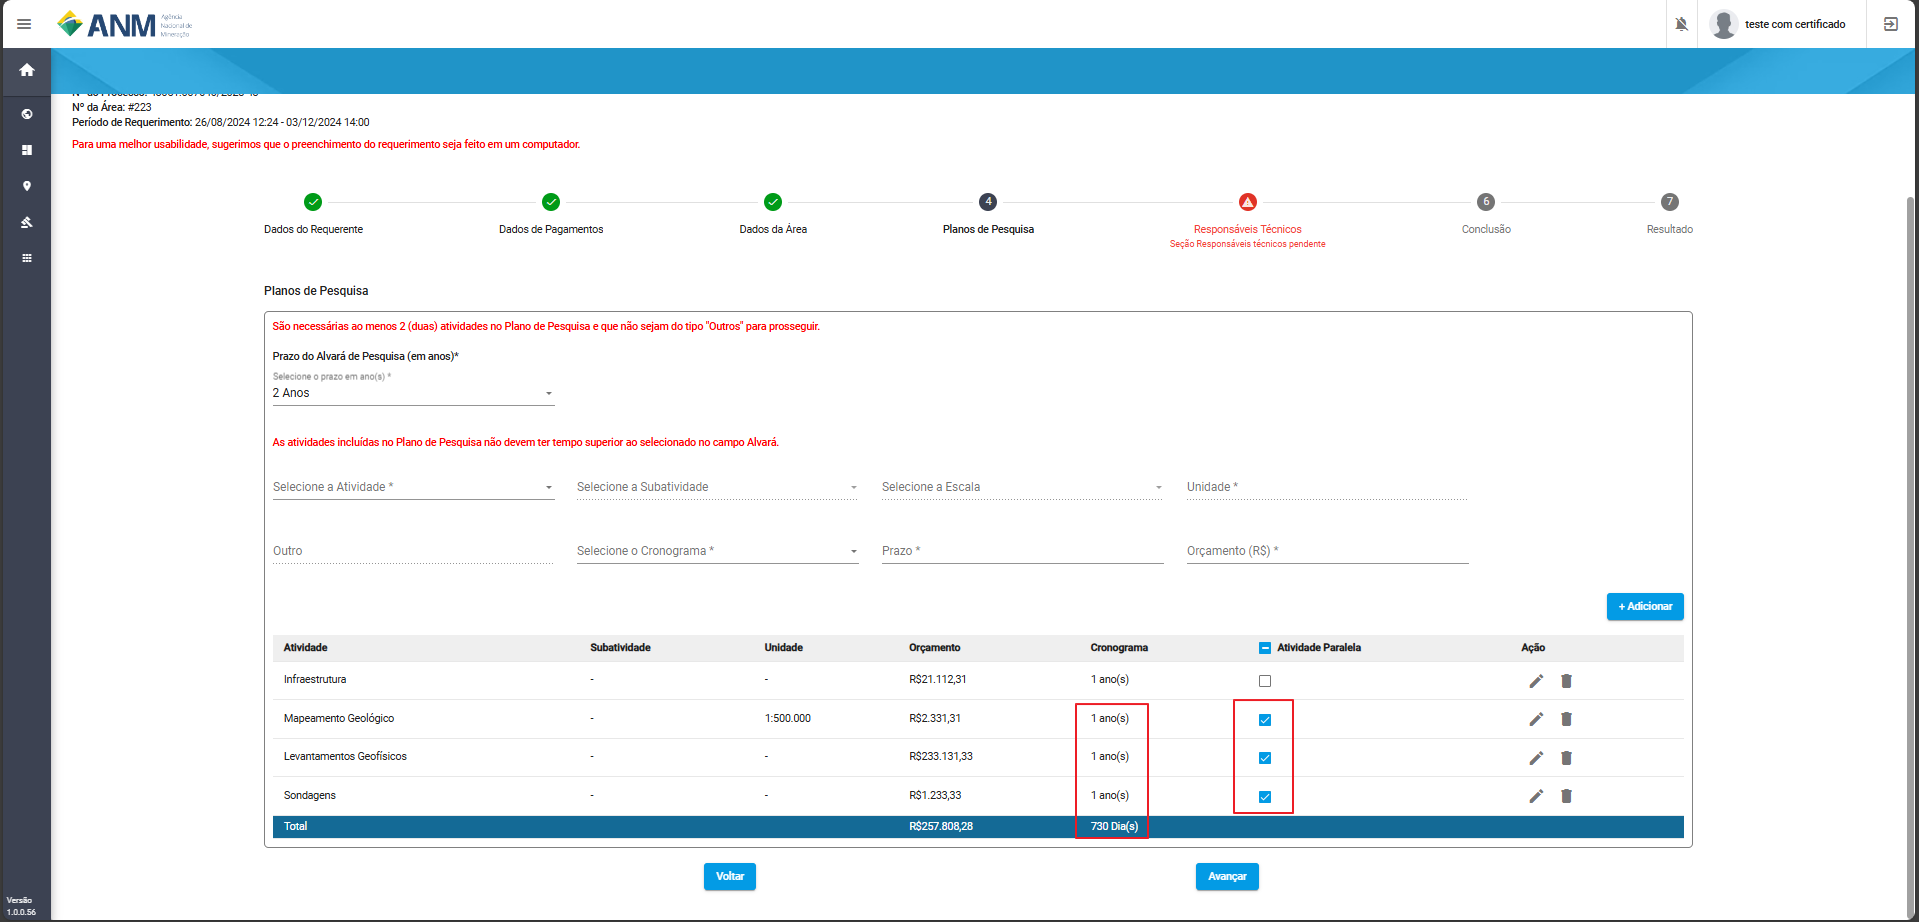 ANM
Agência
Nacional de
Mineração
teste com certificado
Nº da Área: #223
Período de Requerimento: 26/08/2024 12:24 - 03/12/2024 14:00
Para uma melhor usabilidade, sugerimos que o preenchimento do requerimento seja feito em um computador.
4 6 7
Dados do Requerente Dados de Pagamentos Dados da Área Planos de Pesquisa Responsáveis Técnicos Conclusão Resultado
Seção Responsáveis técnicos pendente
Planos de Pesquisa
São necessárias ao menos 2 (duas) atividades no Plano de Pesquisa e que não sejam do tipo "Outros" para prosseguir.
Prazo do Alvará de Pesquisa (em anos)*
Selecione o prazo em ano(s) *
2 Anos
As atividades incluídas no Plano de Pesquisa não devem ter tempo superior ao selecionado no campo Alvará.
Selecione a Atividade * Selecione a Subatividade Selecione a Escala Unidade *
Outro Selecione o Cronograma * Prazo * Orçamento (R$) *
+ Adicionar
Atividade Subatividade Unidade Orçamento Cronograma Atividade Paralela Ação
Infraestrutura - - R$21.112,31 1 ano(s)
Mapeamento Geológico - 1:500.000 R$2.331,31 1 ano(s)
Levantamentos Geofísicos - - R$233.131,33 1 ano(s)
Sondagens - - R$1.233,33 1 ano(s)
Total R$257.808,28 730 Dia(s)
Voltar Avançar
Versão
1.0.0.56